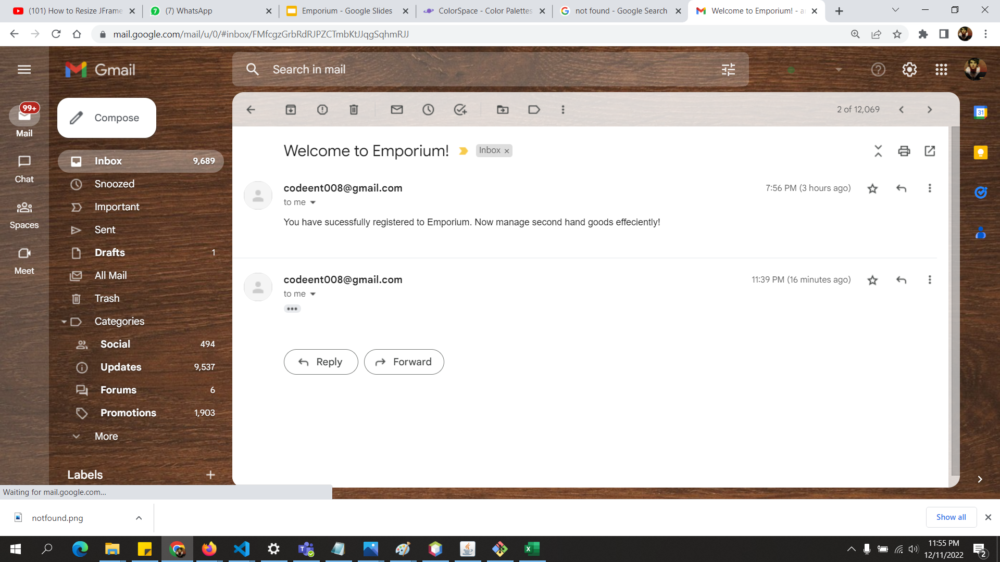 (101) How to Resize JFrame
(7) WhatsApp
Emporium - Google Slides
ColorSpace - Color Palettes
not found - Google Search
Welcome to Emporium! - a
mail.google.com/mail/u/0/#inbox/FMfcgzGrbRdRJPZCTmbKtJJqgSqhmRJJ
Gmail
Search in mail
99+
Mail
Chat
Spaces
Meet
Compose
Inbox 9,689
Snoozed
Important
Sent
Drafts 1
All Mail
Trash
Categories
Social 494
Updates 9,537
Forums 6
Promotions 1,903
More
Labels
2 of 12,069
31
Welcome to Emporium! Inbox
codeent008@gmail.com 7:56 PM (3 hours ago)
to me
You have sucessfully registered to Emporium. Now manage second hand goods effeciently!
codeent008@gmail.com 11:39 PM (16 minutes ago)
to me
Reply Forward
Waiting for mail.google.com...
notfound.png
Show all
11:55 PM
12/11/2022
2